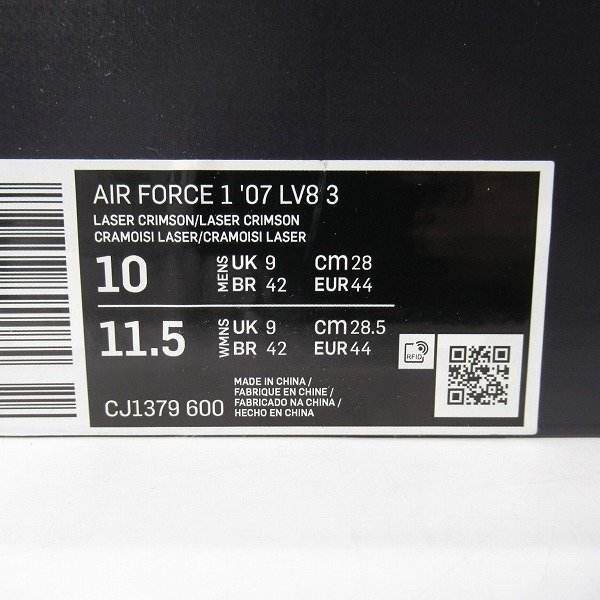 AIR FORCE 1 '07 LV8 3
LASER CRIMSON/LASER CRIMSON
CRAMOISI LASER/CRAMOISI LASER
10 MENS UK 9 CM 28
BR 42 EUR 44
11.5 WMNS UK 9 CM 28.5
BR 42 EUR 44
RFID
CJ1379 600
MADE IN CHINA /
FABRIQUE EN CHINE /
FABRICADO NA CHINA /
HECHO EN CHINA